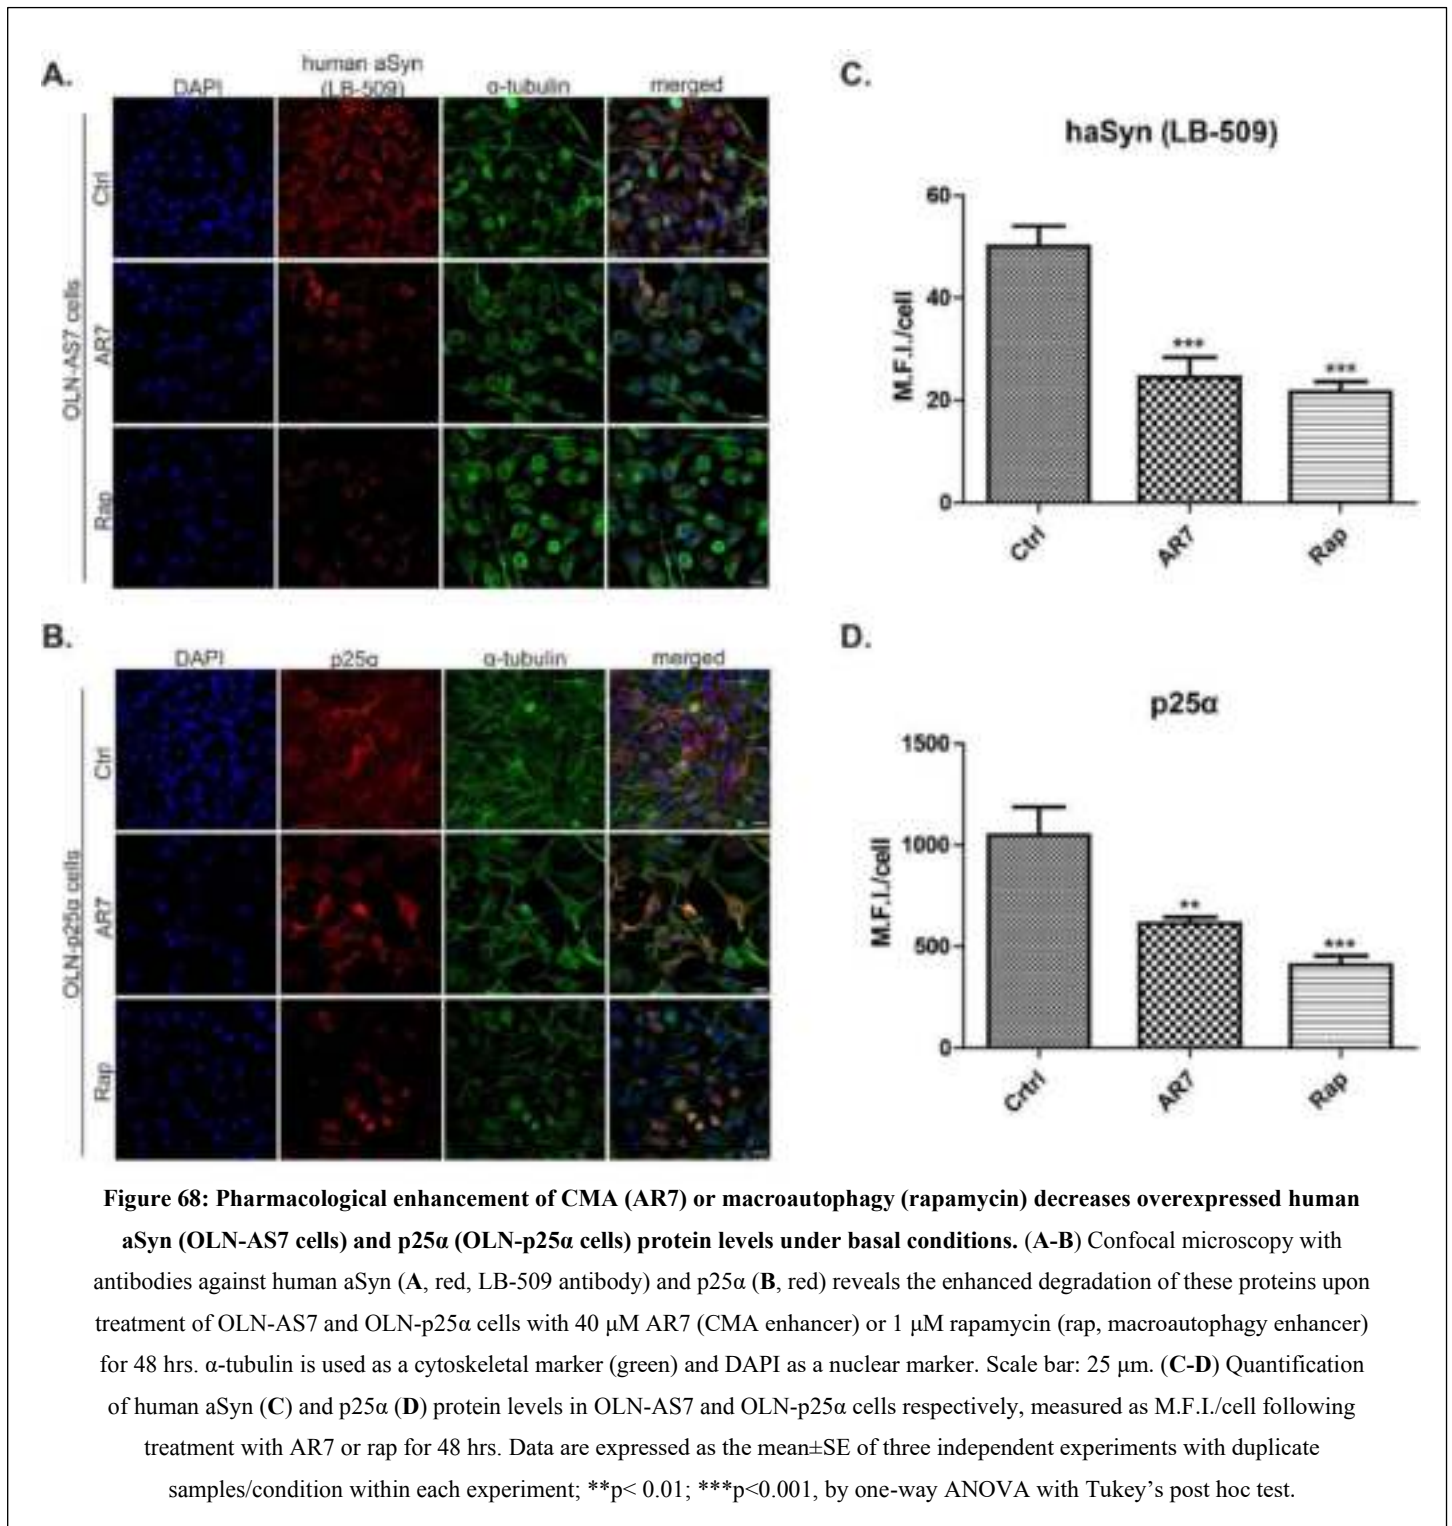 A.
DAPI
human aSyn
(LB-509)
α-tubulin
merged
OLN-AS7 cells
Ctrl
AR7
Rap
B.
DAPI
p25α
α-tubulin
merged
OLN-p25α cells
Ctrl
AR7
Rap
C.
haSyn (LB-509)
M.F.I./cell
60
40
20
0
***
***
Ctrl
AR7
Rap
D.
p25α
M.F.I./cell
1500
1000
500
0
**
***
Crtrl
AR7
Rap
Figure 68: Pharmacological enhancement of CMA (AR7) or macroautophagy (rapamycin) decreases overexpressed human
aSyn (OLN-AS7 cells) and p25α (OLN-p25α cells) protein levels under basal conditions. (A-B) Confocal microscopy with
antibodies against human aSyn (A, red, LB-509 antibody) and p25α (B, red) reveals the enhanced degradation of these proteins upon
treatment of OLN-AS7 and OLN-p25α cells with 40 μM AR7 (CMA enhancer) or 1 μM rapamycin (rap, macroautophagy enhancer)
for 48 hrs. α-tubulin is used as a cytoskeletal marker (green) and DAPI as a nuclear marker. Scale bar: 25 μm. (C-D) Quantification
of human aSyn (C) and p25α (D) protein levels in OLN-AS7 and OLN-p25α cells respectively, measured as M.F.I./cell following
treatment with AR7 or rap for 48 hrs. Data are expressed as the mean±SE of three independent experiments with duplicate
samples/condition within each experiment; **p< 0.01; ***p<0.001, by one-way ANOVA with Tukey’s post hoc test.